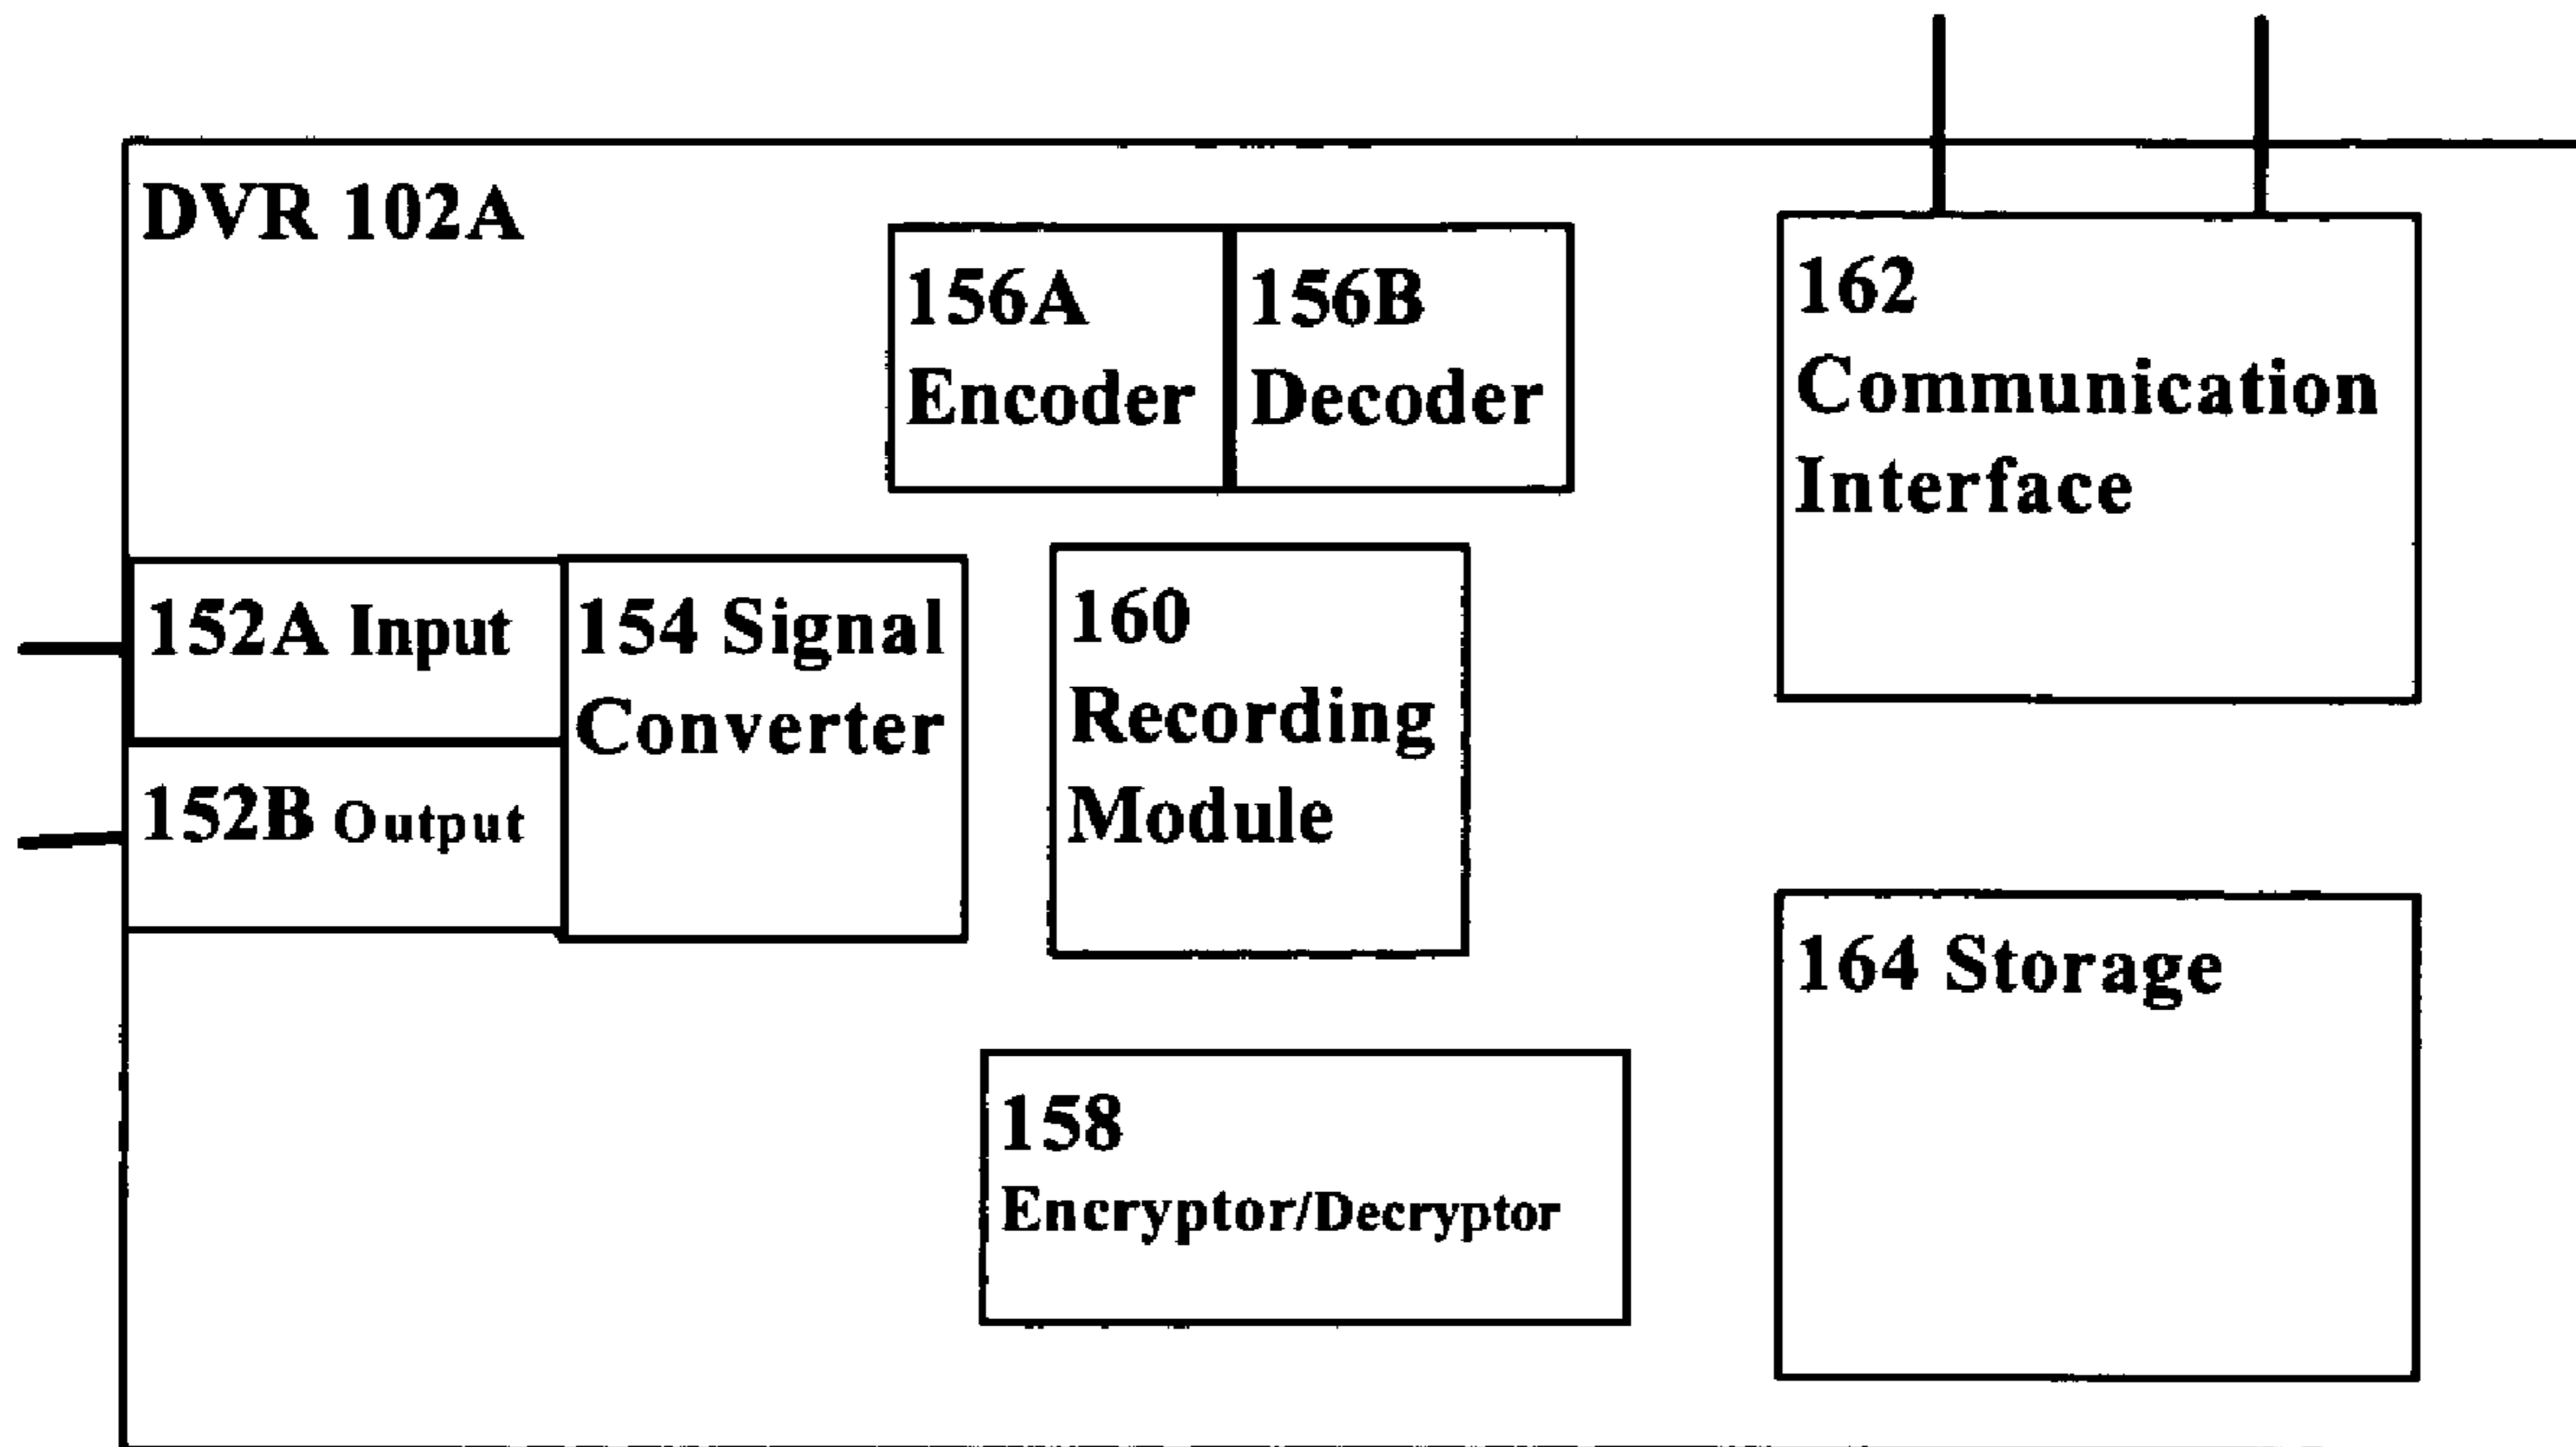 DVR 102A
156A
Encoder
156B
Decoder
162
Communication
Interface
152A Input
152B Output
154 Signal
Converter
160
Recording
Module
164 Storage
158
Encryptor/Decryptor